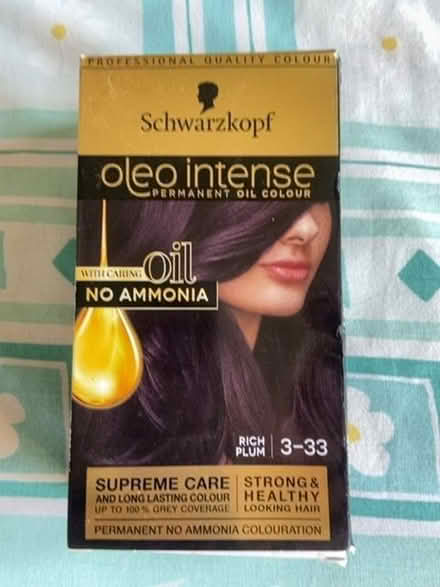 PROFESSIONAL QUALITY COLOUR
Schwarzkopf
oleo intense
PERMANENT OIL COLOUR
WITH CARING oil
NO AMMONIA
RICH PLUM 3-33
SUPREME CARE
AND LONG LASTING COLOUR
UP TO 100% GREY COVERAGE
STRONG &
HEALTHY
LOOKING HAIR
PERMANENT NO AMMONIA COLOURATION